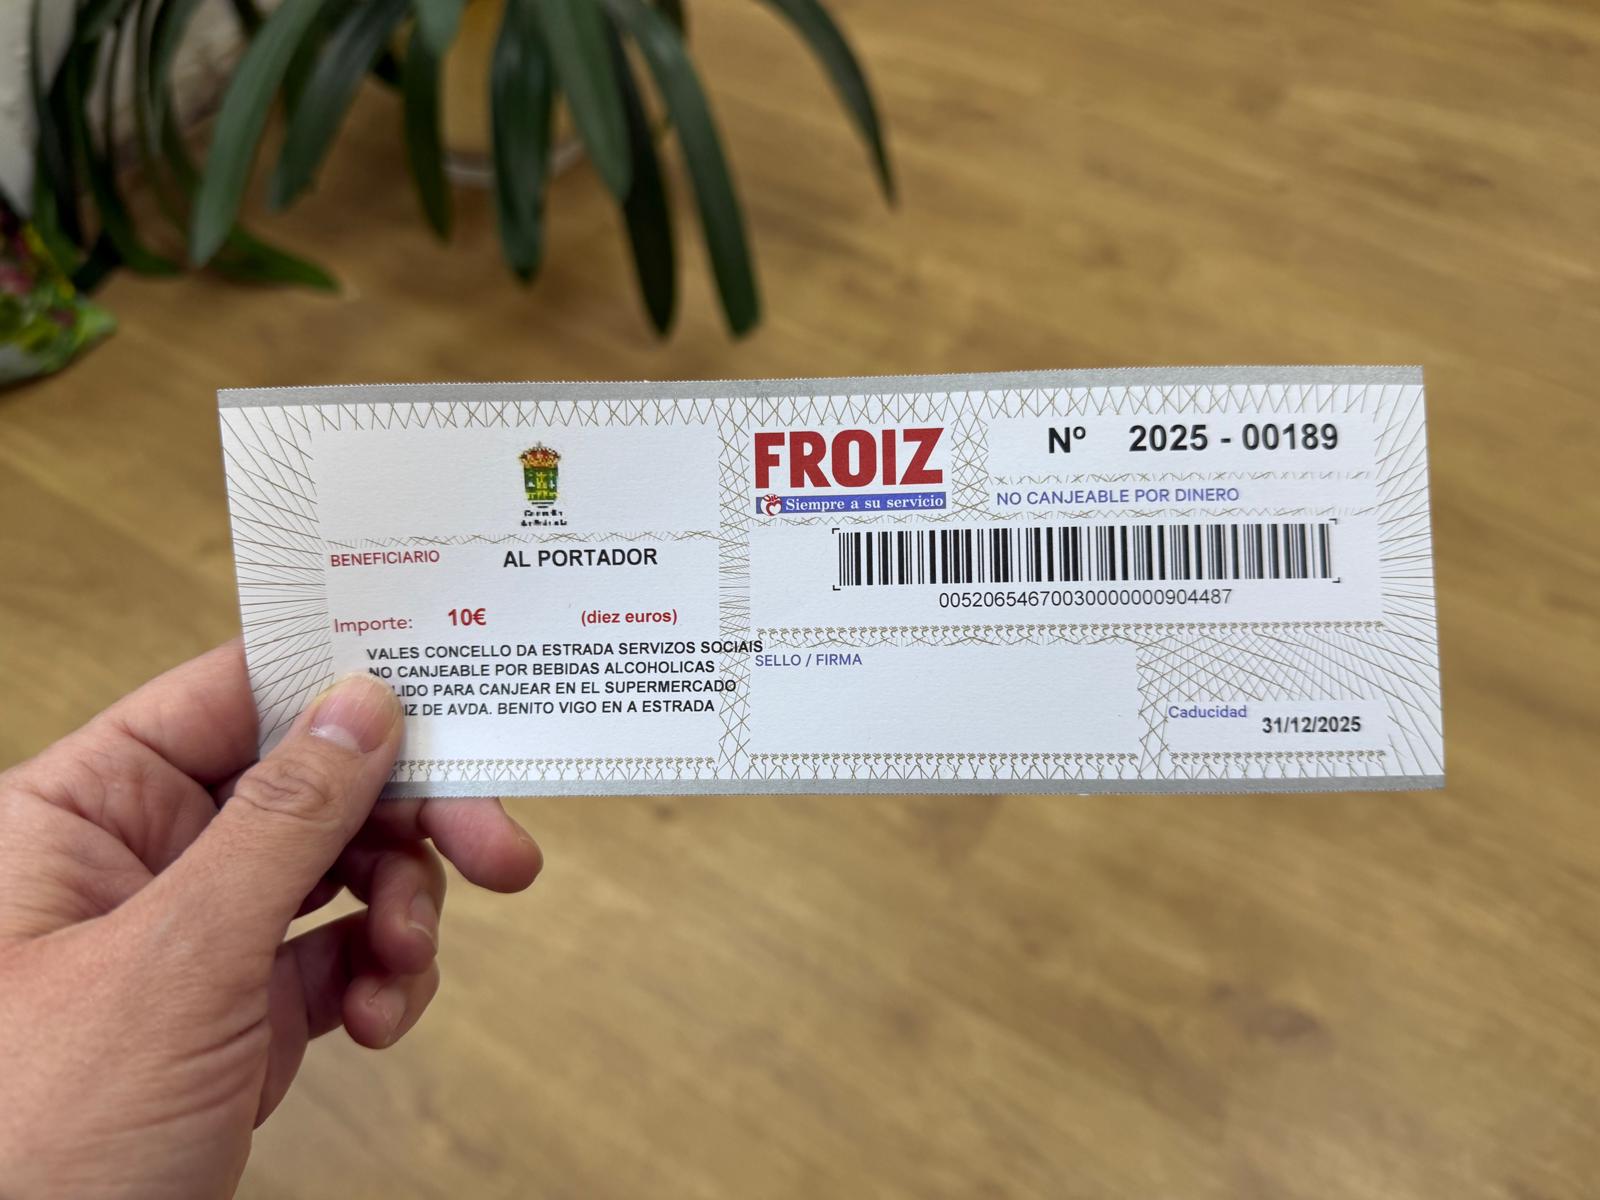 FROIZ
Siempre a su servicio
Nº 2025 - 00189
NO CANJEABLE POR DINERO
00520654670030000000904487
BENEFICIARIO AL PORTADOR
Importe: 10€ (diez euros)
VALES CONCELLO DA ESTRADA SERVIZOS SOCIAIS
NO CANJEABLE POR BEBIDAS ALCOHOLICAS
LIDO PARA CANJEAR EN EL SUPERMERCADO
IZ DE AVDA. BENITO VIGO EN A ESTRADA
SELLO / FIRMA
Caducidad 31/12/2025